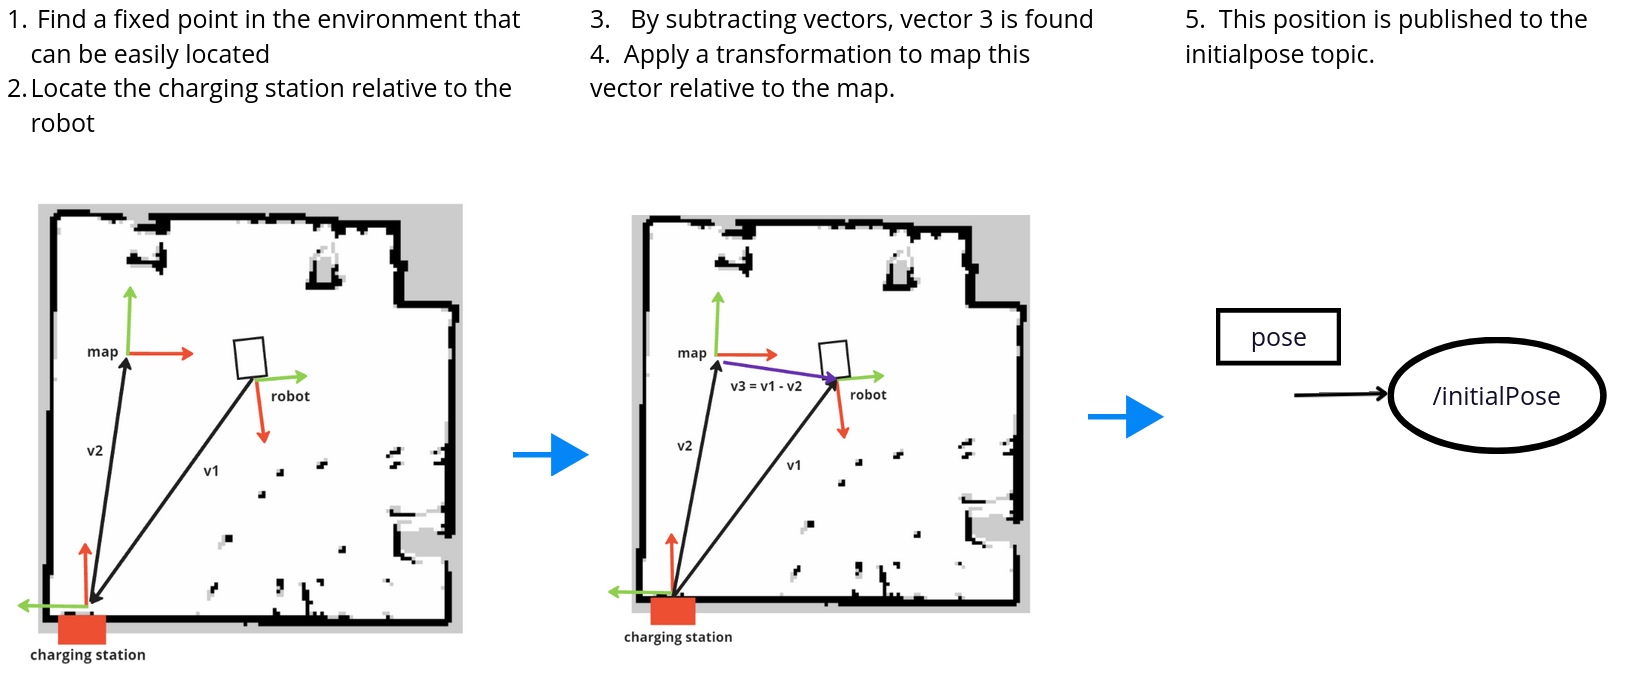 1. Find a fixed point in the environment that
can be easily located
2. Locate the charging station relative to the
robot
3. By subtracting vectors, vector 3 is found
4. Apply a transformation to map this
vector relative to the map.
5. This position is published to the
initialpose topic.
map
robot
v2
v1
charging station
map
v3 = v1 - v2
robot
v2
v1
charging station
pose
/initialPose